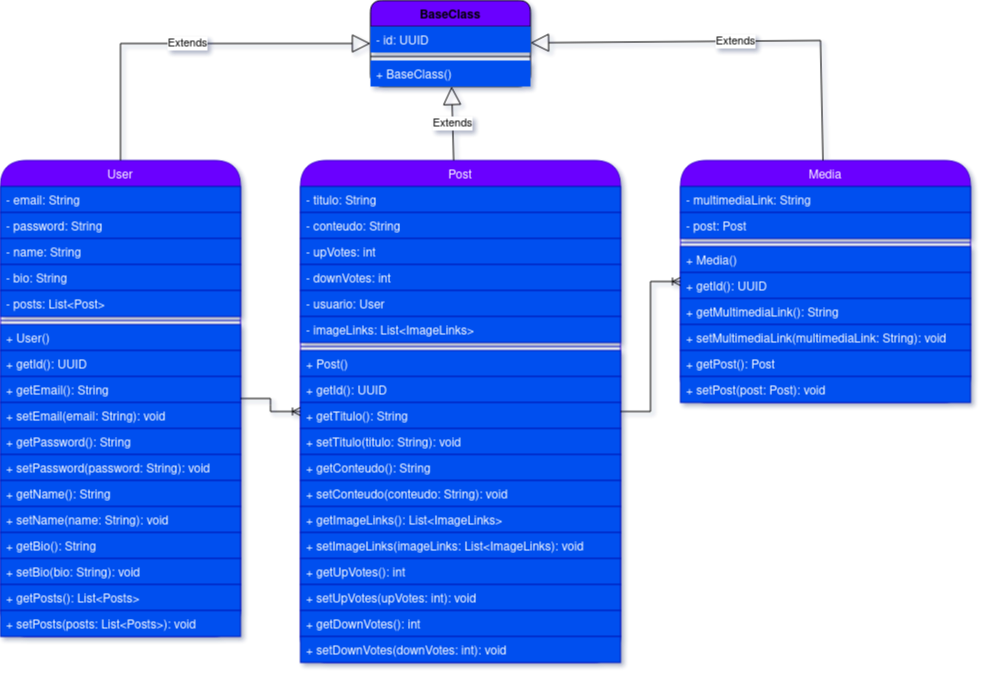 BaseClass
- id: UUID
+ BaseClass()
Extends
Extends
Extends
User
- email: String
- password: String
- name: String
- bio: String
- posts: List<Post>
+ User()
+ getId(): UUID
+ getEmail(): String
+ setEmail(email: String): void
+ getPassword(): String
+ setPassword(password: String): void
+ getName(): String
+ setName(name: String): void
+ getBio(): String
+ setBio(bio: String): void
+ getPosts(): List<Posts>
+ setPosts(posts: List<Posts>): void
Post
- titulo: String
- conteudo: String
- upVotes: int
- downVotes: int
- usuario: User
- imageLinks: List<ImageLinks>
+ Post()
+ getId(): UUID
+ getTitulo(): String
+ setTitulo(titulo: String): void
+ getConteudo(): String
+ setConteudo(conteudo: String): void
+ getImageLinks(): List<ImageLinks>
+ setImageLinks(imageLinks: List<ImageLinks): void
+ getUpVotes(): int
+ setUpVotes(upVotes: int): void
+ getDownVotes(): int
+ setDownVotes(downVotes: int): void
Media
- multimediaLink: String
- post: Post
+ Media()
+ getId(): UUID
+ getMultimediaLink(): String
+ setMultimediaLink(multimediaLink: String): void
+ getPost(): Post
+ setPost(post: Post): void